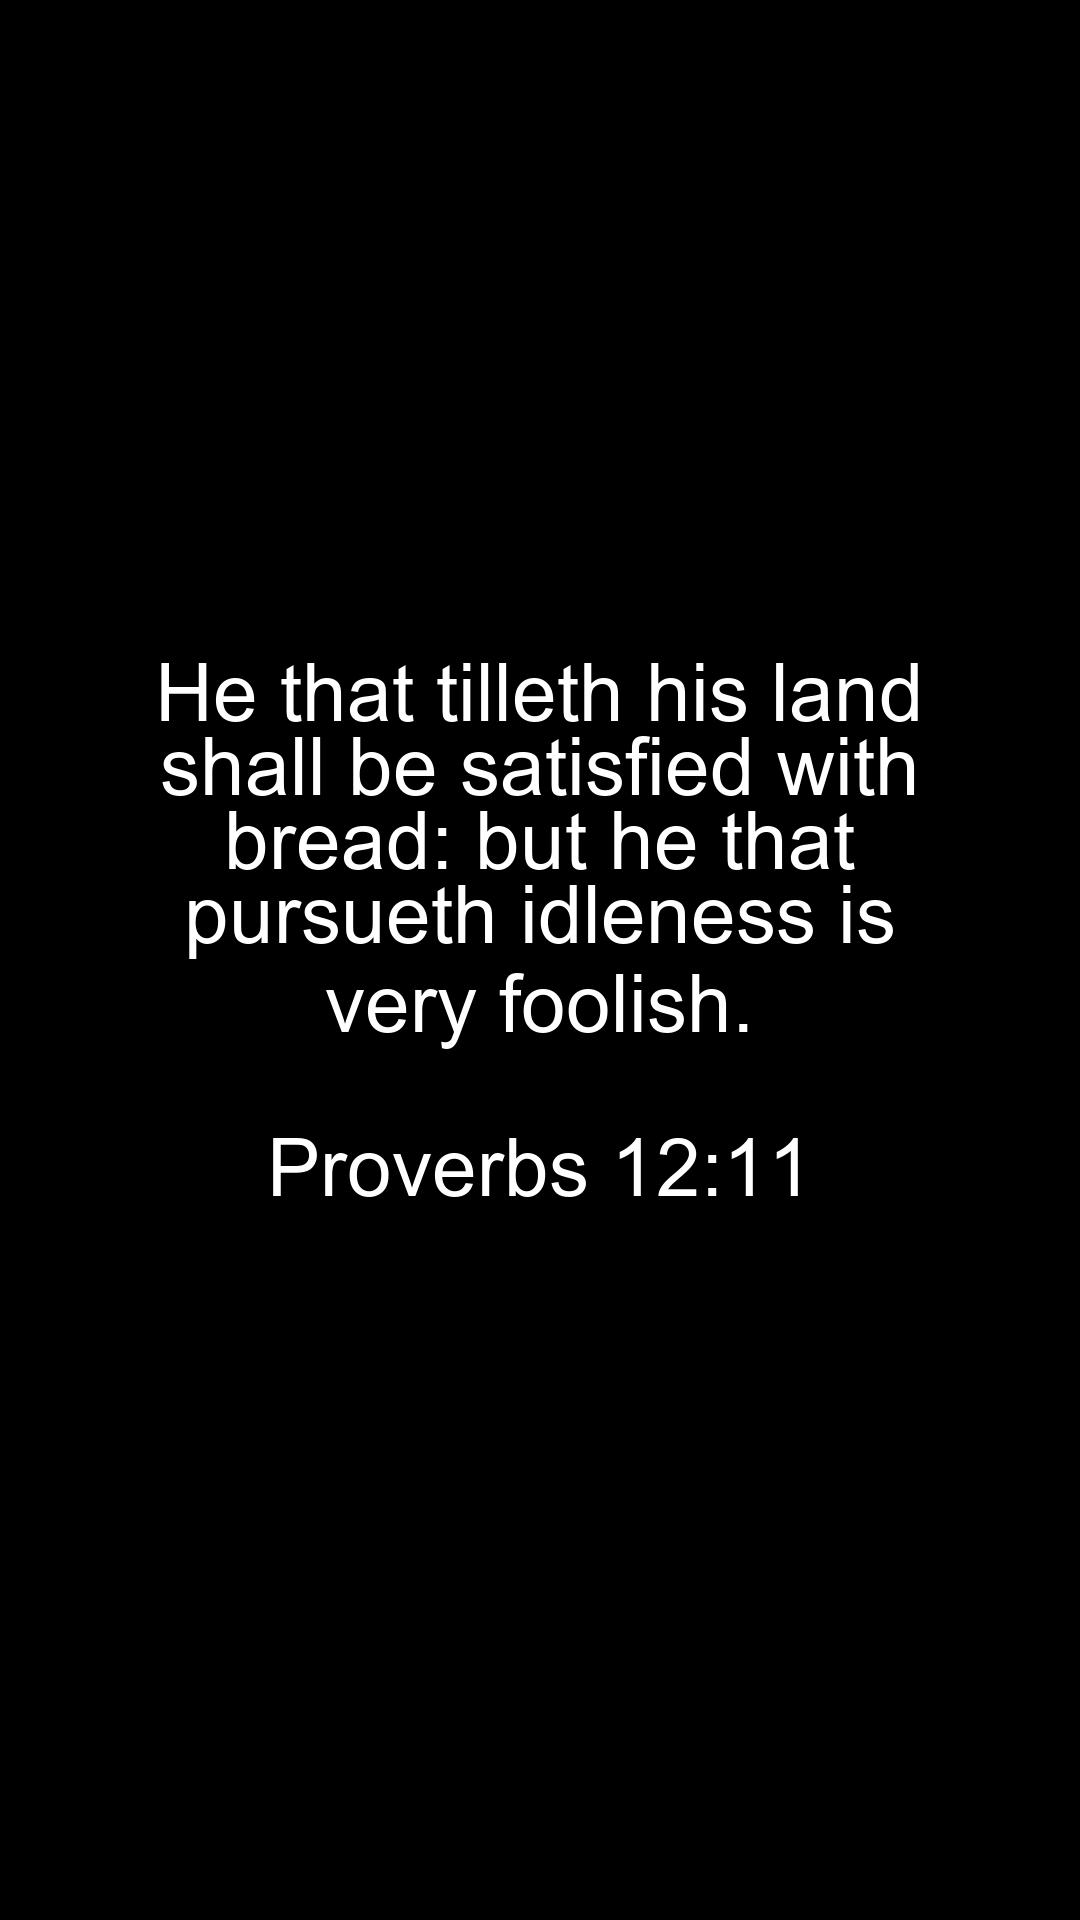 He that tilleth his land
shall be satisfied with
bread: but he that
pursueth idleness is
very foolish.
Proverbs 12:11